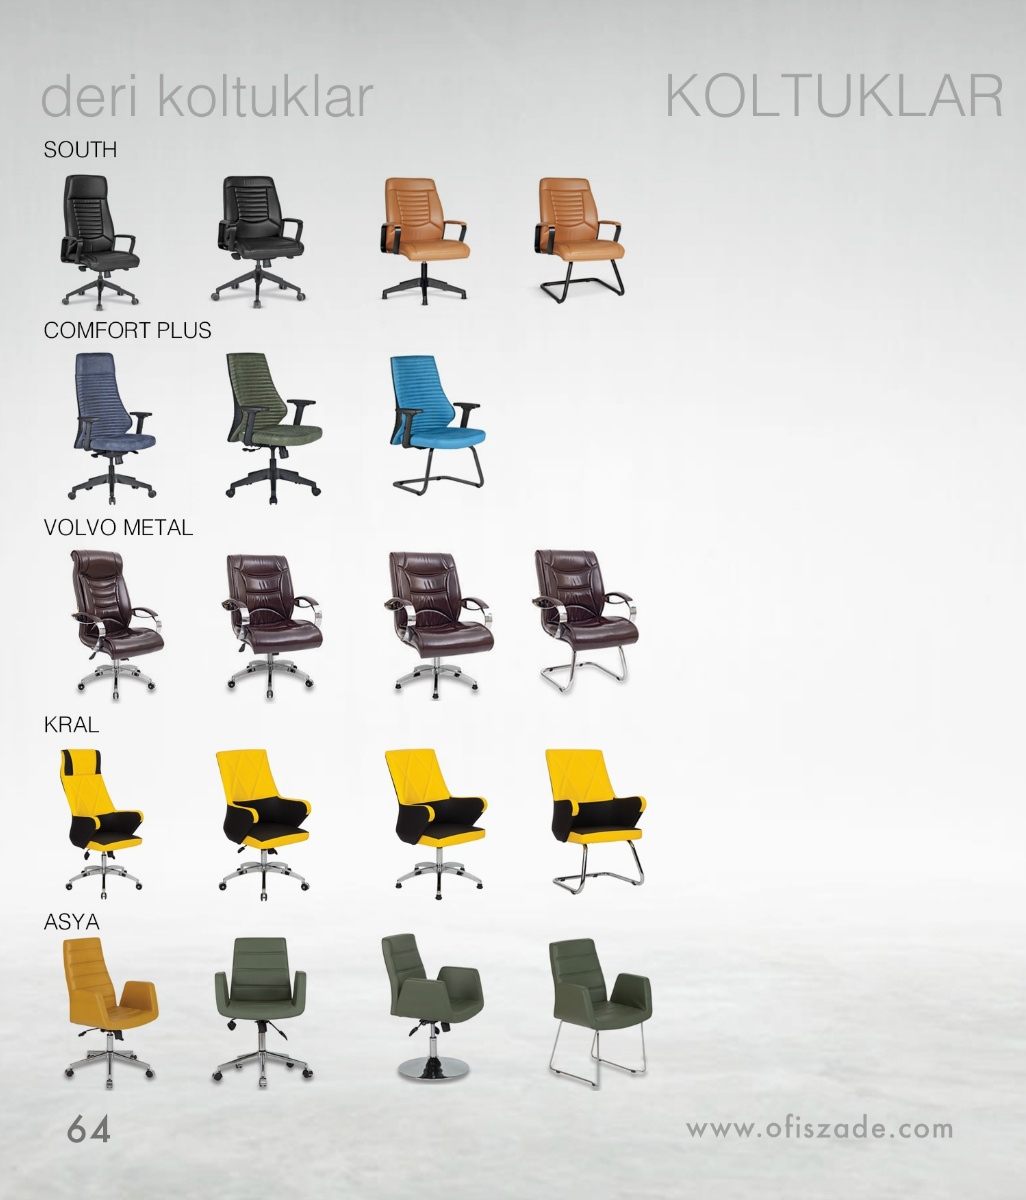 deri koltuklar
KOLTUKLAR
SOUTH
COMFORT PLUS
VOLVO METAL
KRAL
ASYA
64
www.ofiszade.com